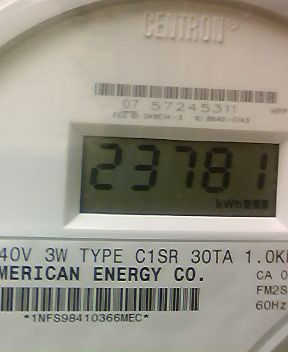 CENTRON
07 57245311
23781
kWh
40V 3W TYPE C1SR 30TA 1.0K
MERICAN ENERGY CO.
CA 0
FM2S
60Hz
*1NFS98410366MEC*